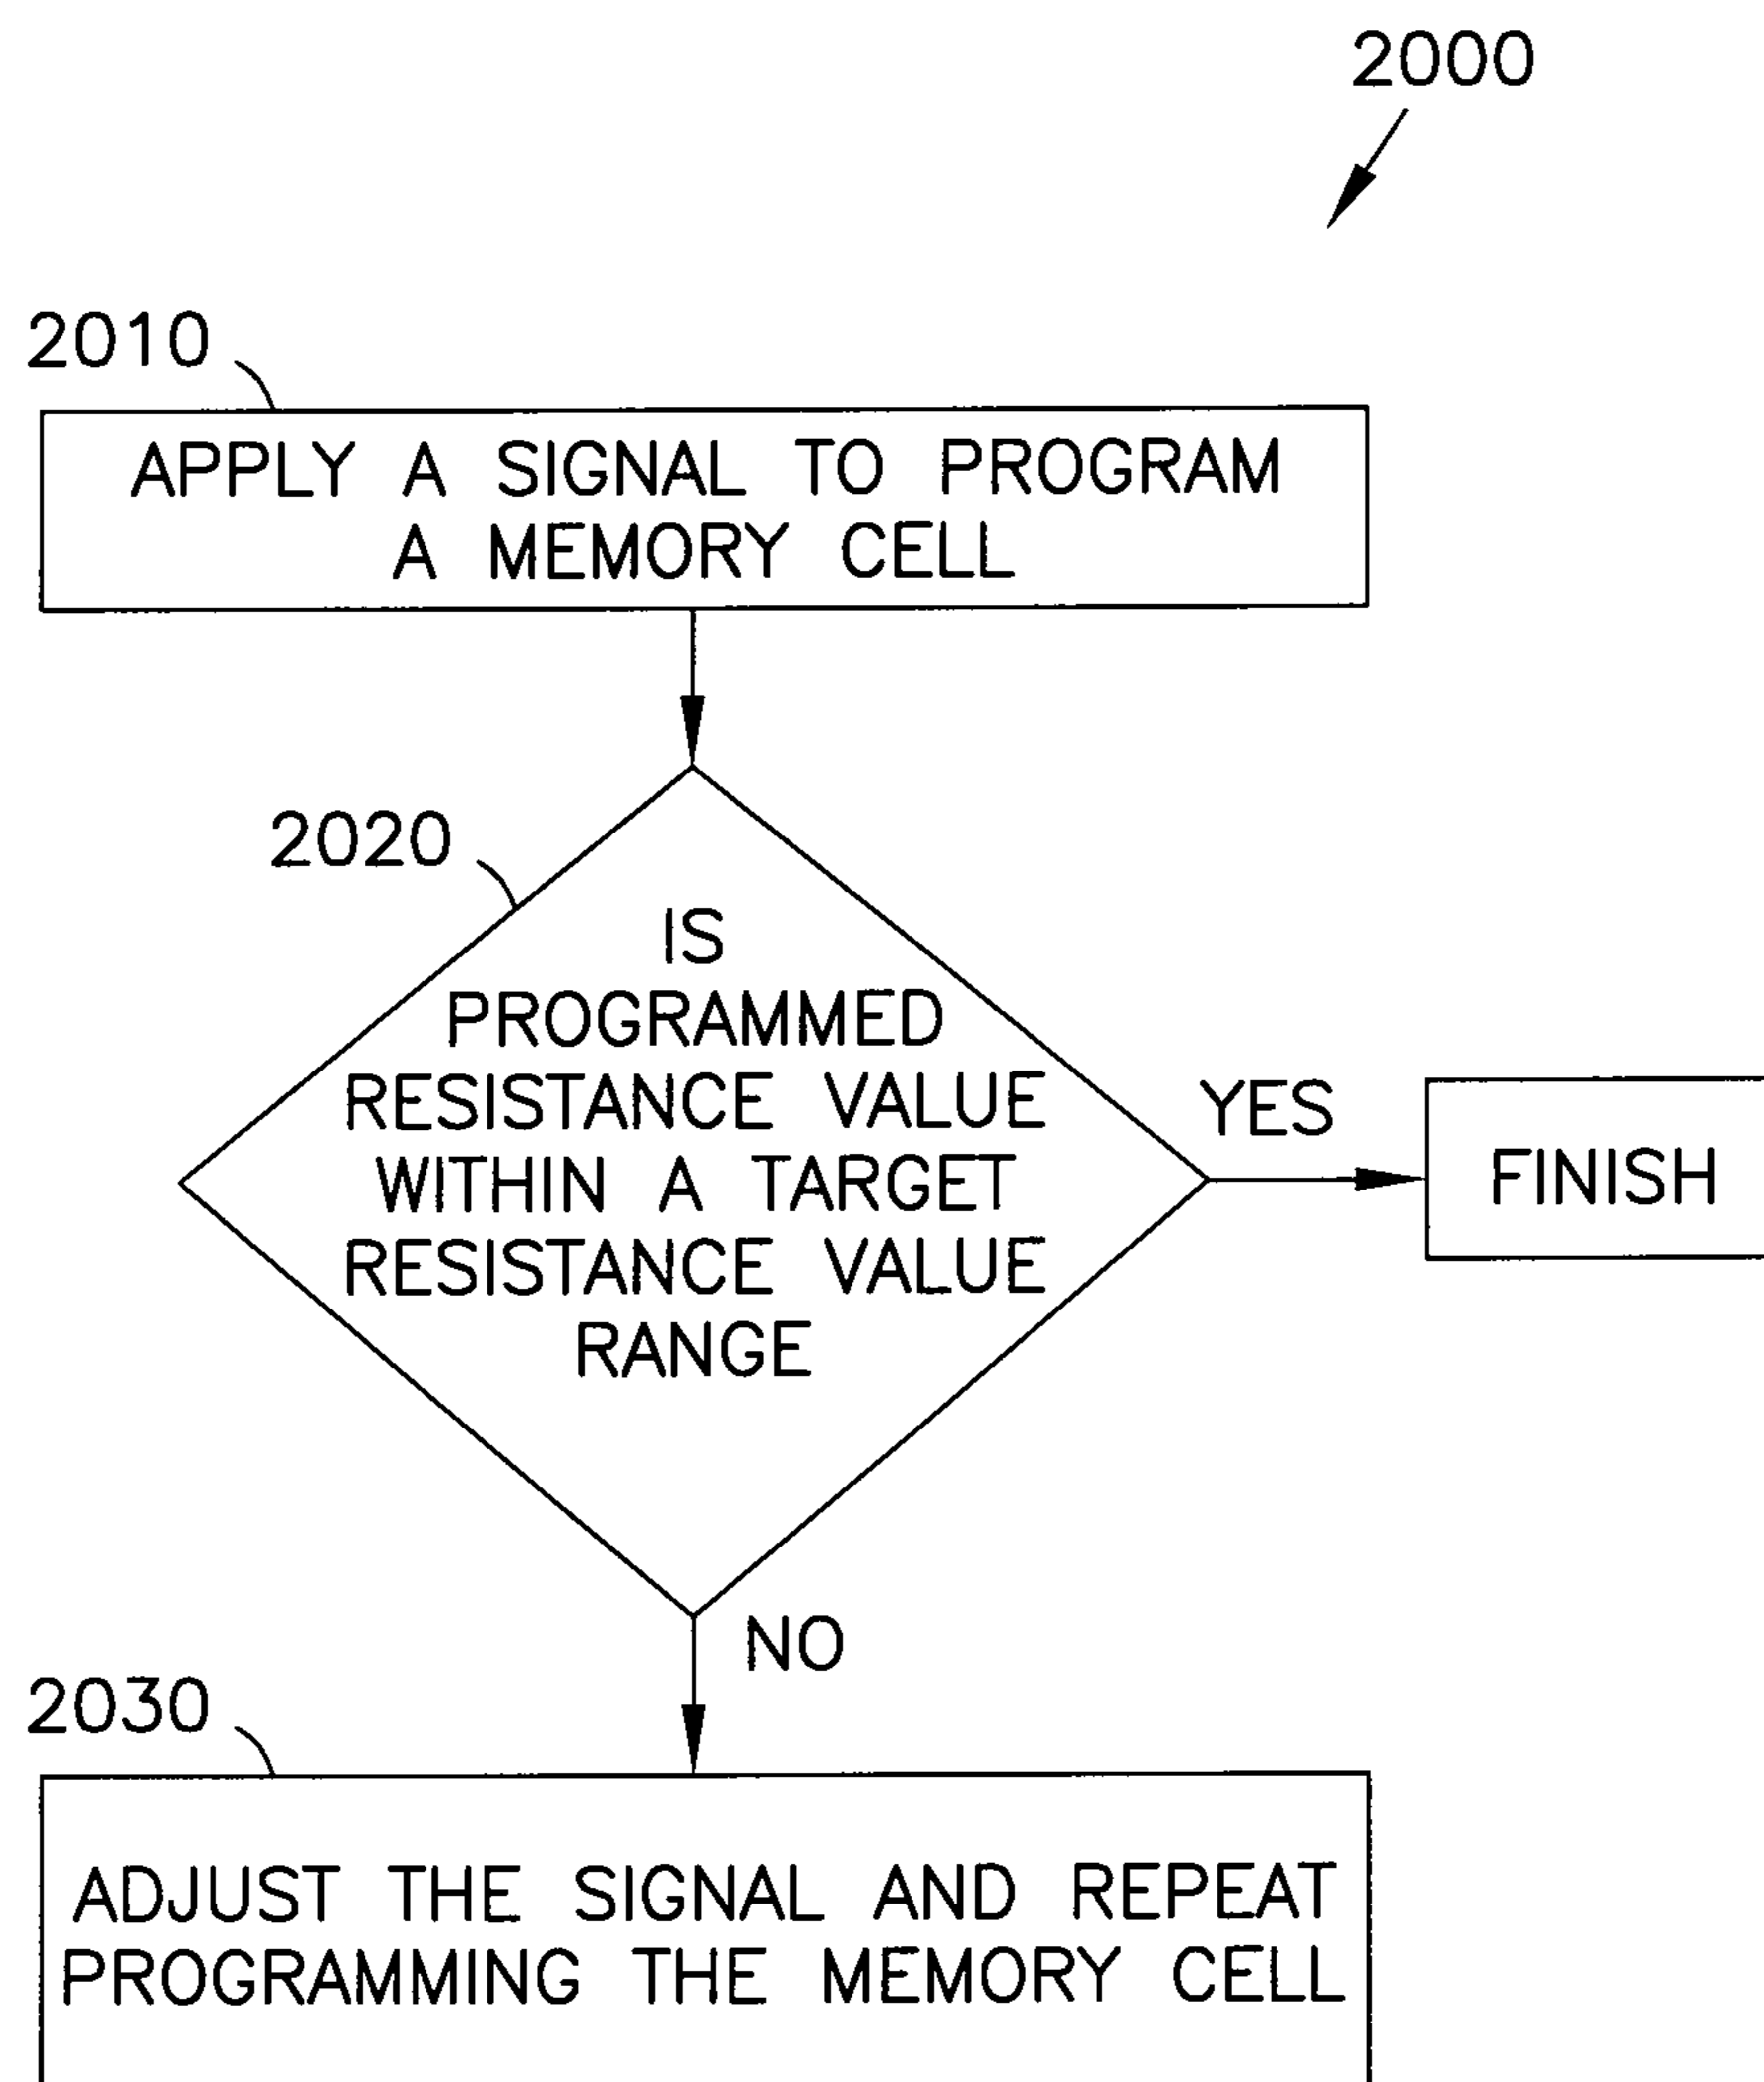 2000
2010
APPLY A SIGNAL TO PROGRAM
A MEMORY CELL
2020
IS
PROGRAMMED
RESISTANCE VALUE
WITHIN A TARGET
RESISTANCE VALUE
RANGE
YES
FINISH
NO
2030
ADJUST THE SIGNAL AND REPEAT
PROGRAMMING THE MEMORY CELL